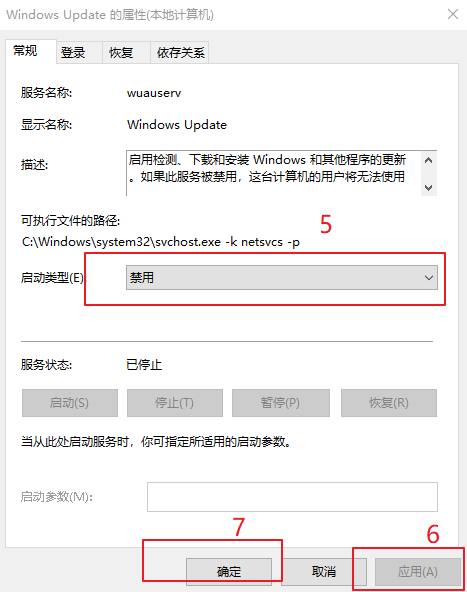 Windows Update 的属性(本地计算机)
常规 登录 恢复 依存关系
服务名称: wuauserv
显示名称: Windows Update
描述: 启用检测、下载和安装 Windows 和其他程序的更新
。如果此服务被禁用，这台计算机的用户将无法使用
可执行文件的路径:
5
C:\Windows\system32\svchost.exe -k netsvcs -p
启动类型(E): 禁用
服务状态: 已停止
启动(S) 停止(T) 暂停(P) 恢复(R)
当从此处启动服务时，你可指定所适用的启动参数。
启动参数(M):
7 6
确定 取消 应用(A)